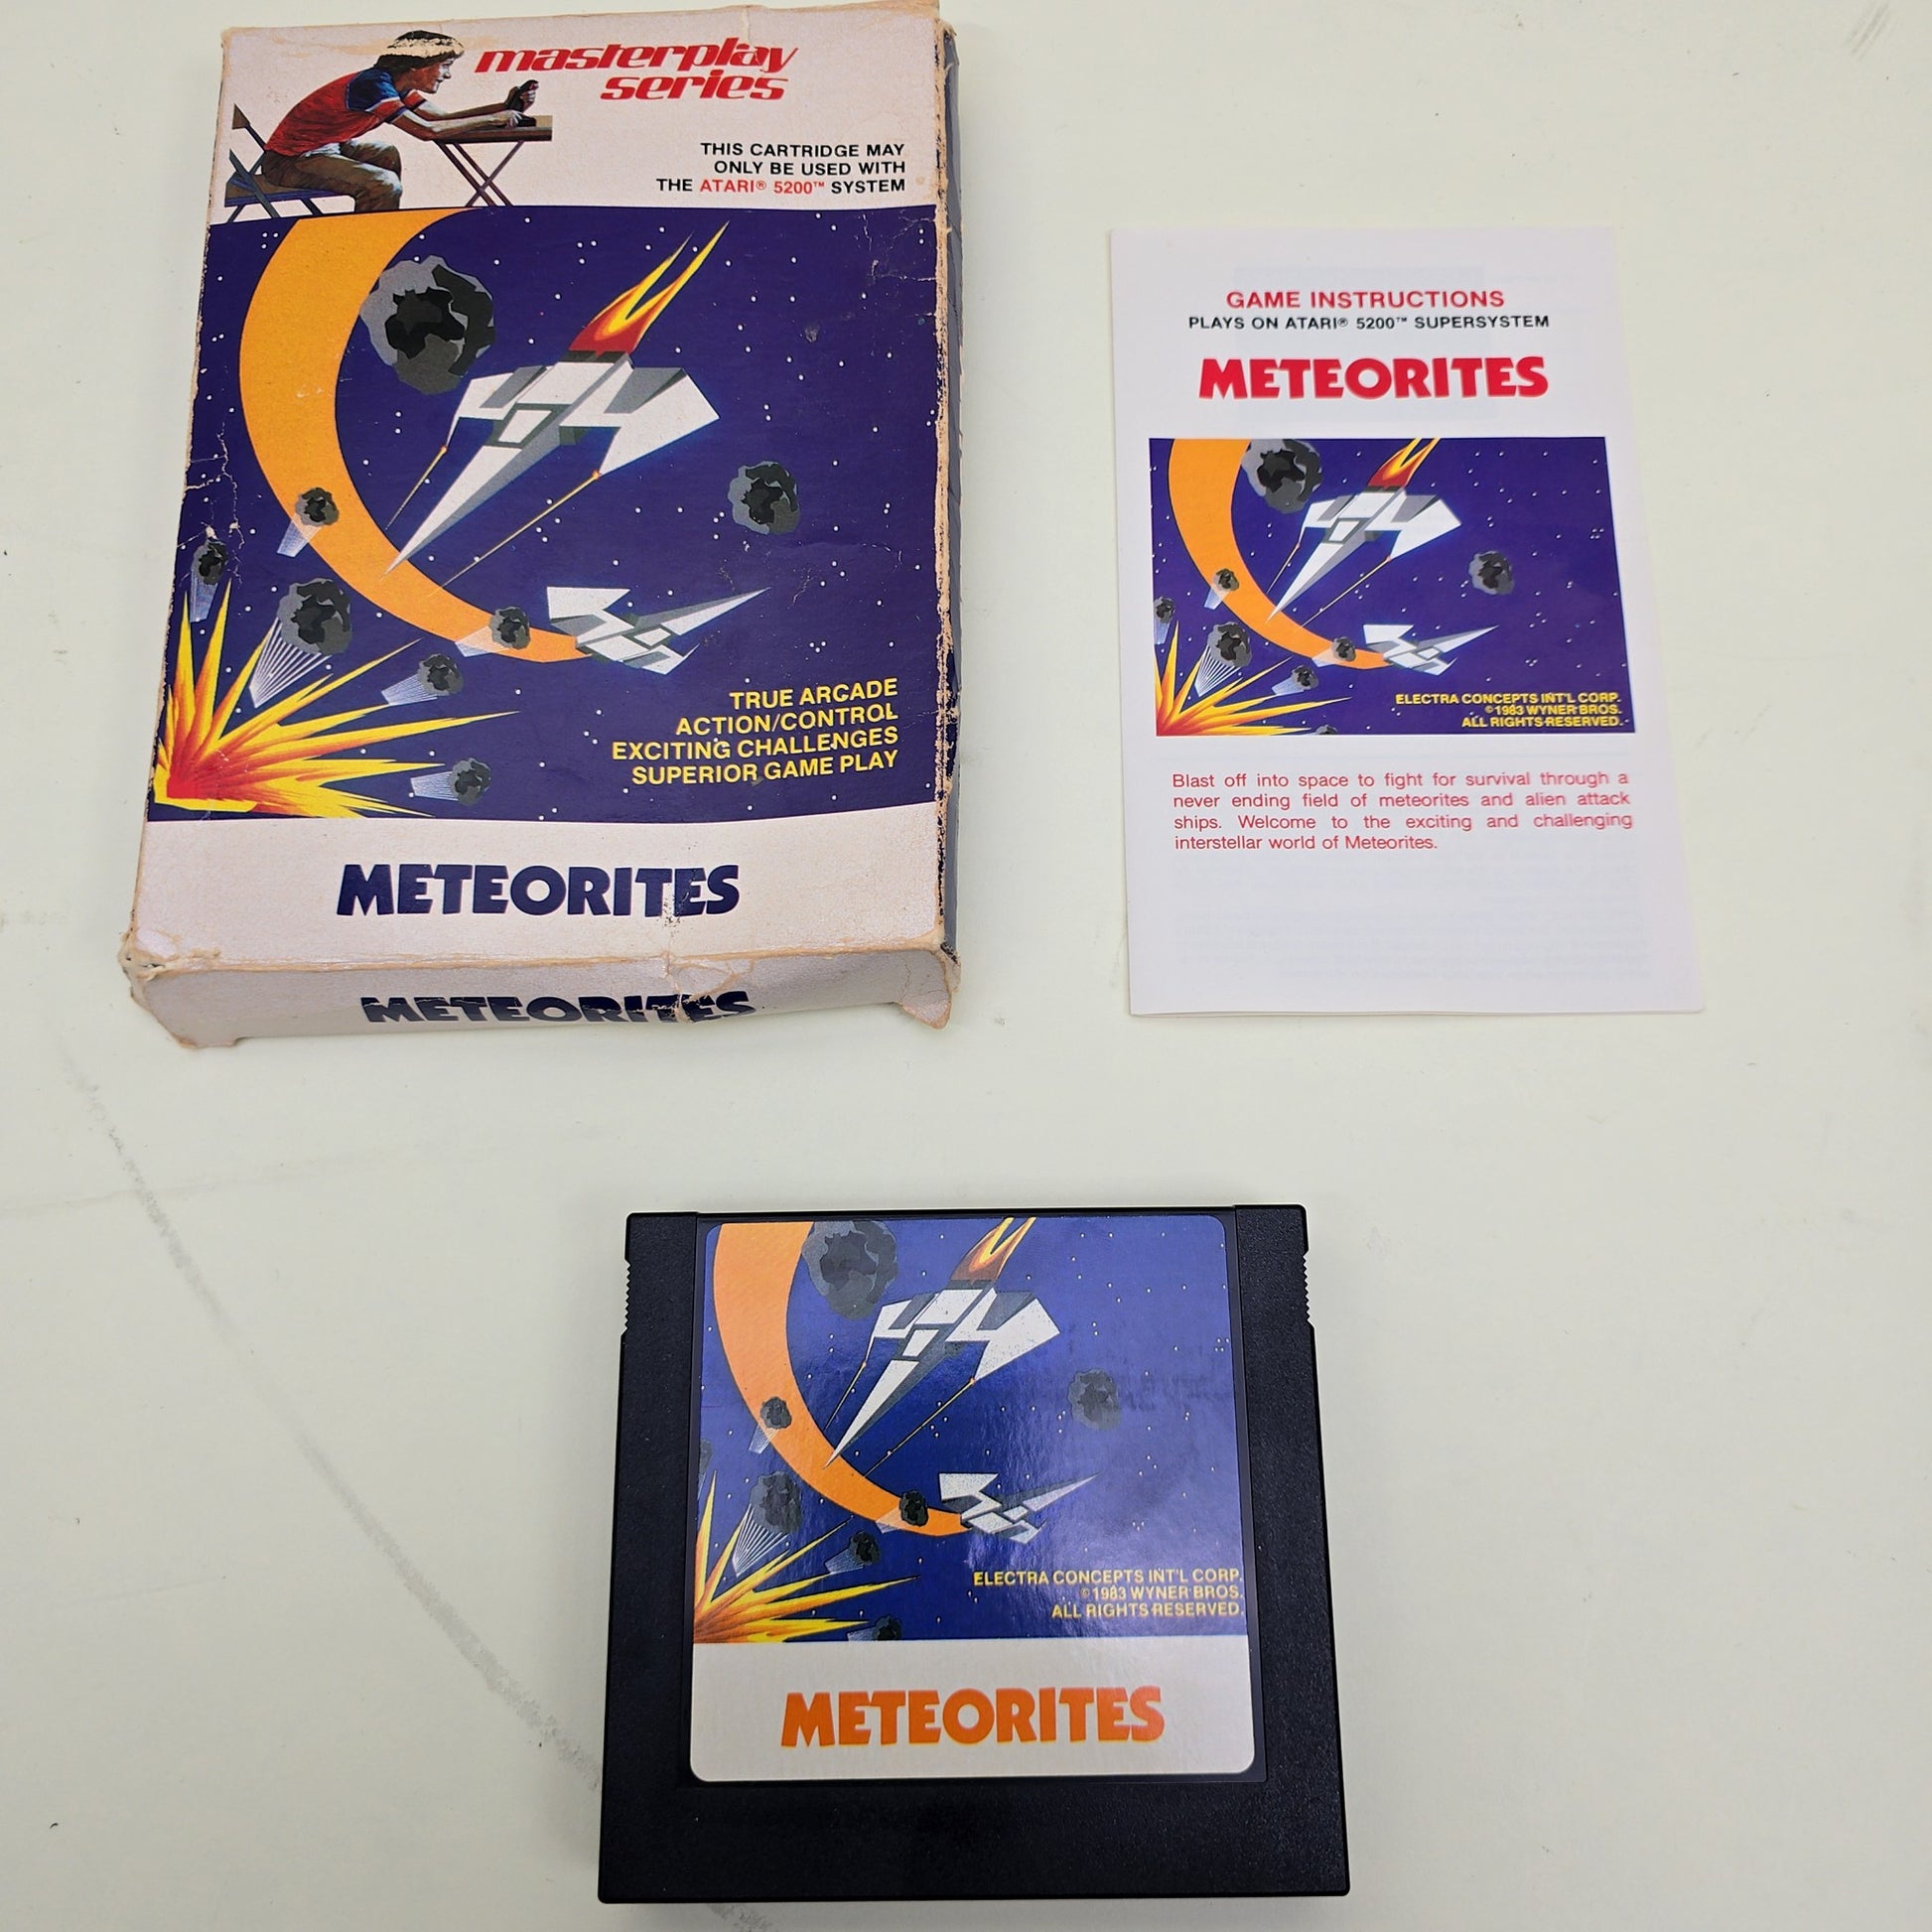 masterplay
series
THIS CARTRIDGE MAY
ONLY BE USED WITH
THE ATARI® 5200™ SYSTEM
TRUE ARCADE
ACTION/CONTROL
EXCITING CHALLENGES
SUPERIOR GAME PLAY
METEORITES
METEORITES
GAME INSTRUCTIONS
PLAYS ON ATARI® 5200™ SUPERSYSTEM
METEORITES
ELECTRA CONCEPTS INT'L CORP.
©1983 WYNER BROS.
ALL RIGHTS RESERVED.
Blast off into space to fight for survival through a
never ending field of meteorites and alien attack
ships. Welcome to the exciting and challenging
interstellar world of Meteorites.
ELECTRA CONCEPTS INT'L CORP.
©1983 WYNER BROS.
ALL RIGHTS RESERVED.
METEORITES